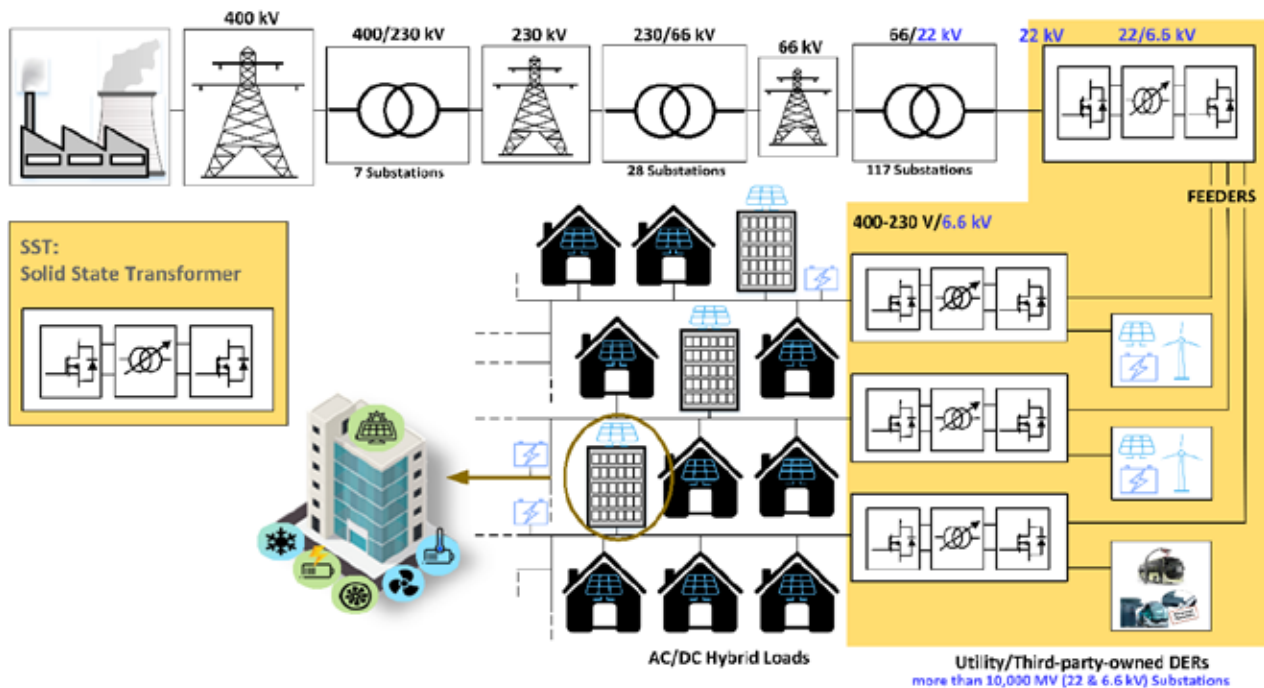 400 kV
400/230 kV
230 kV
230/66 kV
66 kV
66/22 kV
22 kV
22/6.6 kV
7 Substations
28 Substations
117 Substations
FEEDERS
SST:
Solid State Transformer
400-230 V/6.6 kV
AC/DC Hybrid Loads
Utility/Third-party-owned DERs
more than 10,000 MV (22 & 6.6 kV) Substations